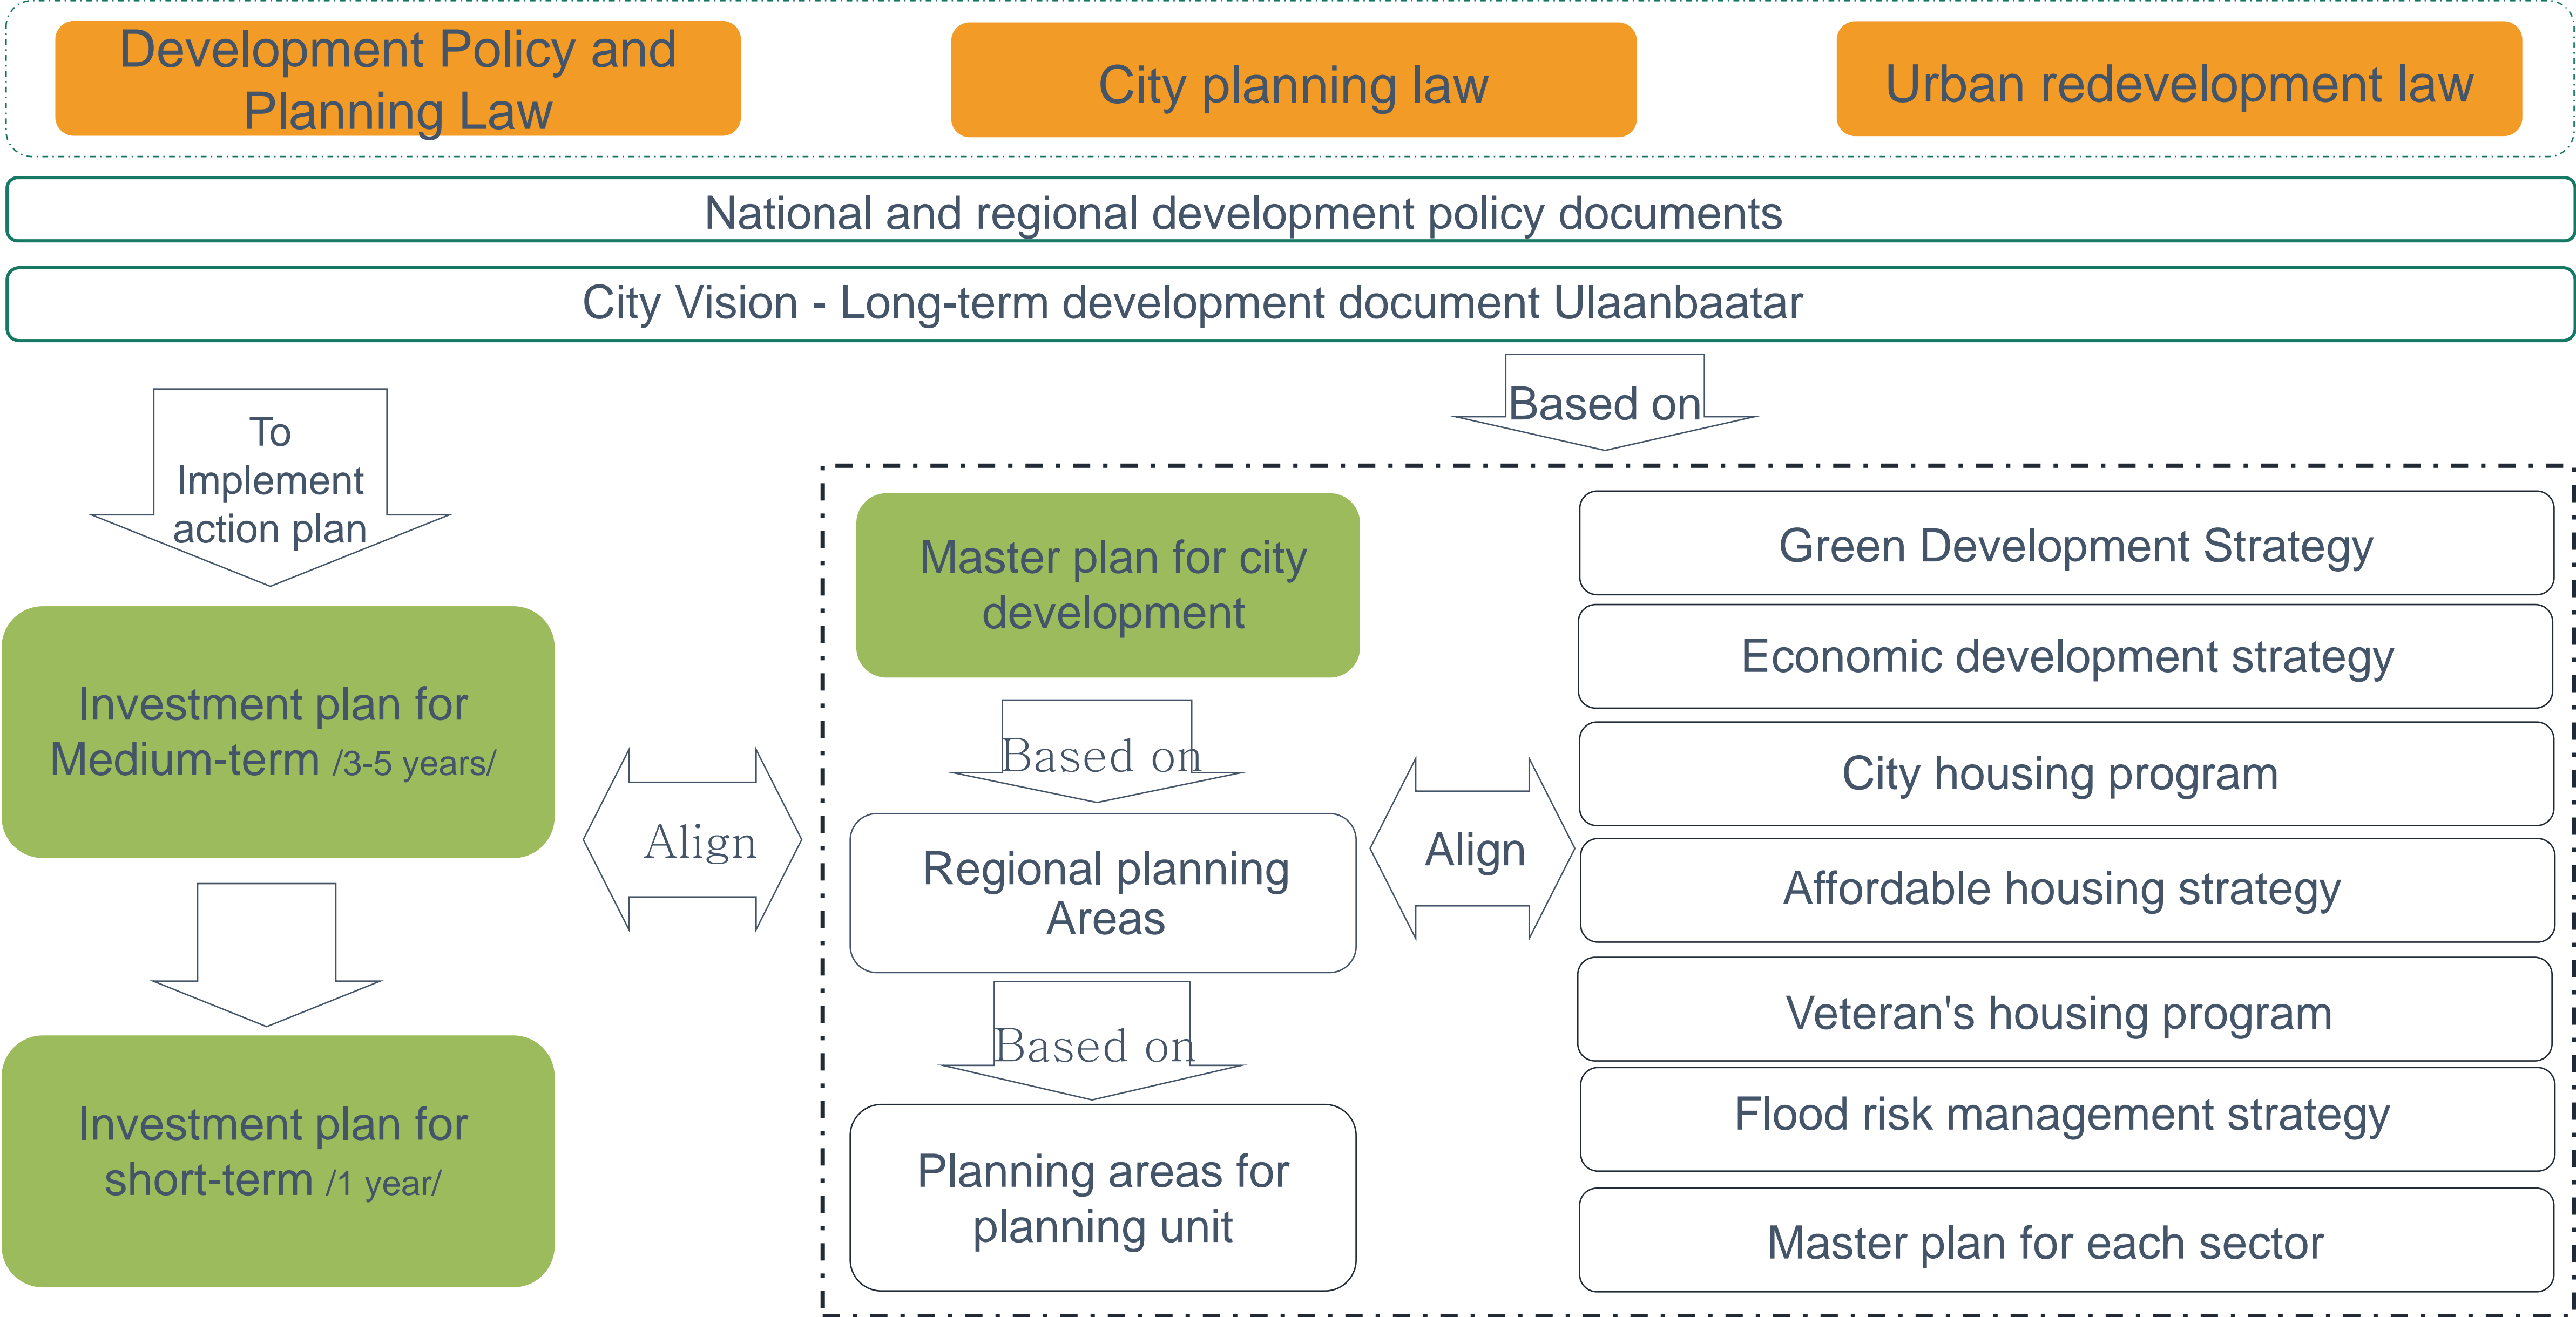 Development Policy and
Planning Law
City planning law
Urban redevelopment law
National and regional development policy documents
City Vision - Long-term development document Ulaanbaatar
To
Implement
action plan
Based on
Investment plan for
Medium-term /3-5 years/
Investment plan for
short-term /1 year/
Align
Master plan for city
development
Based on
Regional planning
Areas
Based on
Planning areas for
planning unit
Align
Green Development Strategy
Economic development strategy
City housing program
Affordable housing strategy
Veteran's housing program
Flood risk management strategy
Master plan for each sector